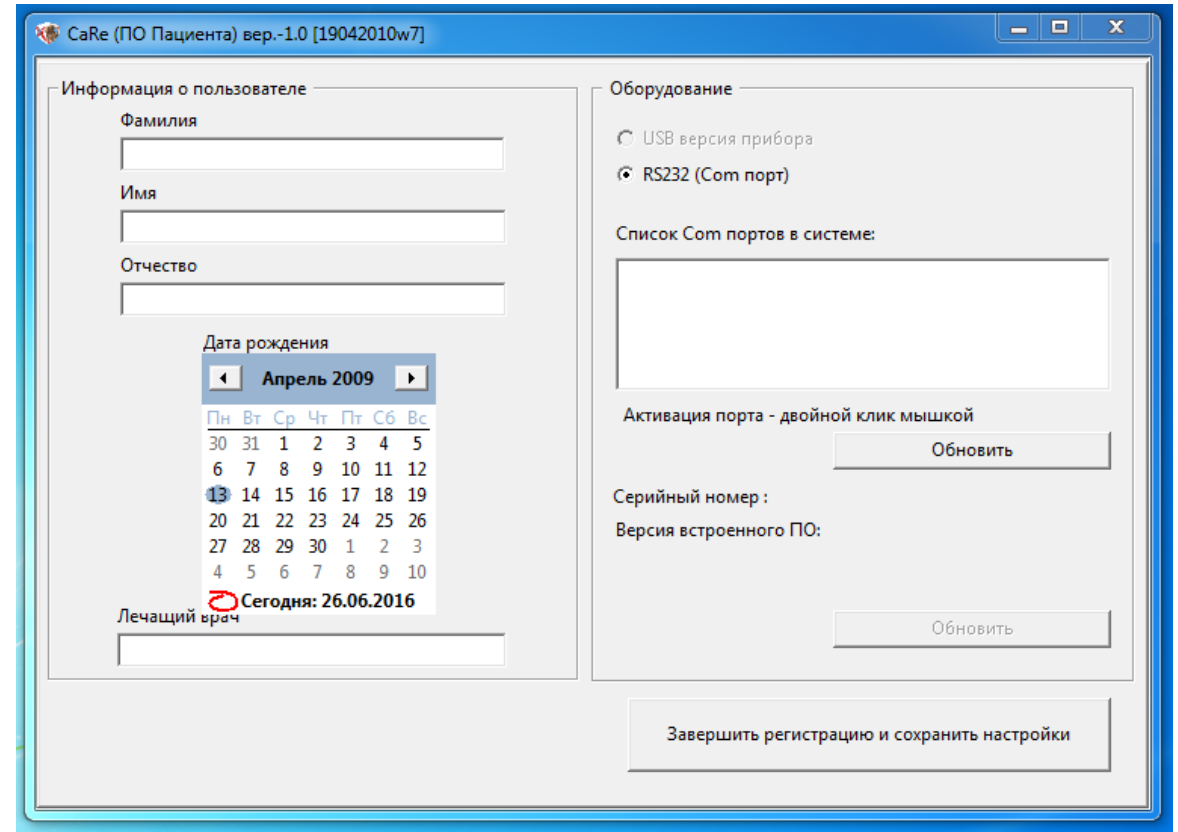 CaRe (ПО Пациента) вер.-1.0 [19042010w7]
Информация о пользователе
Фамилия
Имя
Отчество
Дата рождения
Апрель 2009
Пн Вт Ср Чт Пт Сб Вс
30 31 1 2 3 4 5
6 7 8 9 10 11 12
13 14 15 16 17 18 19
20 21 22 23 24 25 26
27 28 29 30 1 2 3
4 5 6 7 8 9 10
Сегодня: 26.06.2016
Лечащий врач
Оборудование
USB версия прибора
RS232 (Com порт)
Список Com портов в системе:
Активация порта - двойной клик мышкой
Обновить
Серийный номер :
Версия встроенного ПО:
Обновить
Завершить регистрацию и сохранить настройки